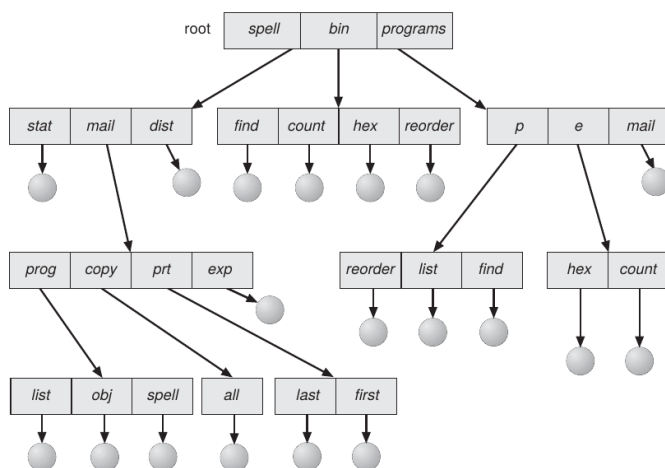 root spell bin programs
stat mail dist find count hex reorder p e mail
prog copy prt exp reorder list find hex count
list obj spell all last first